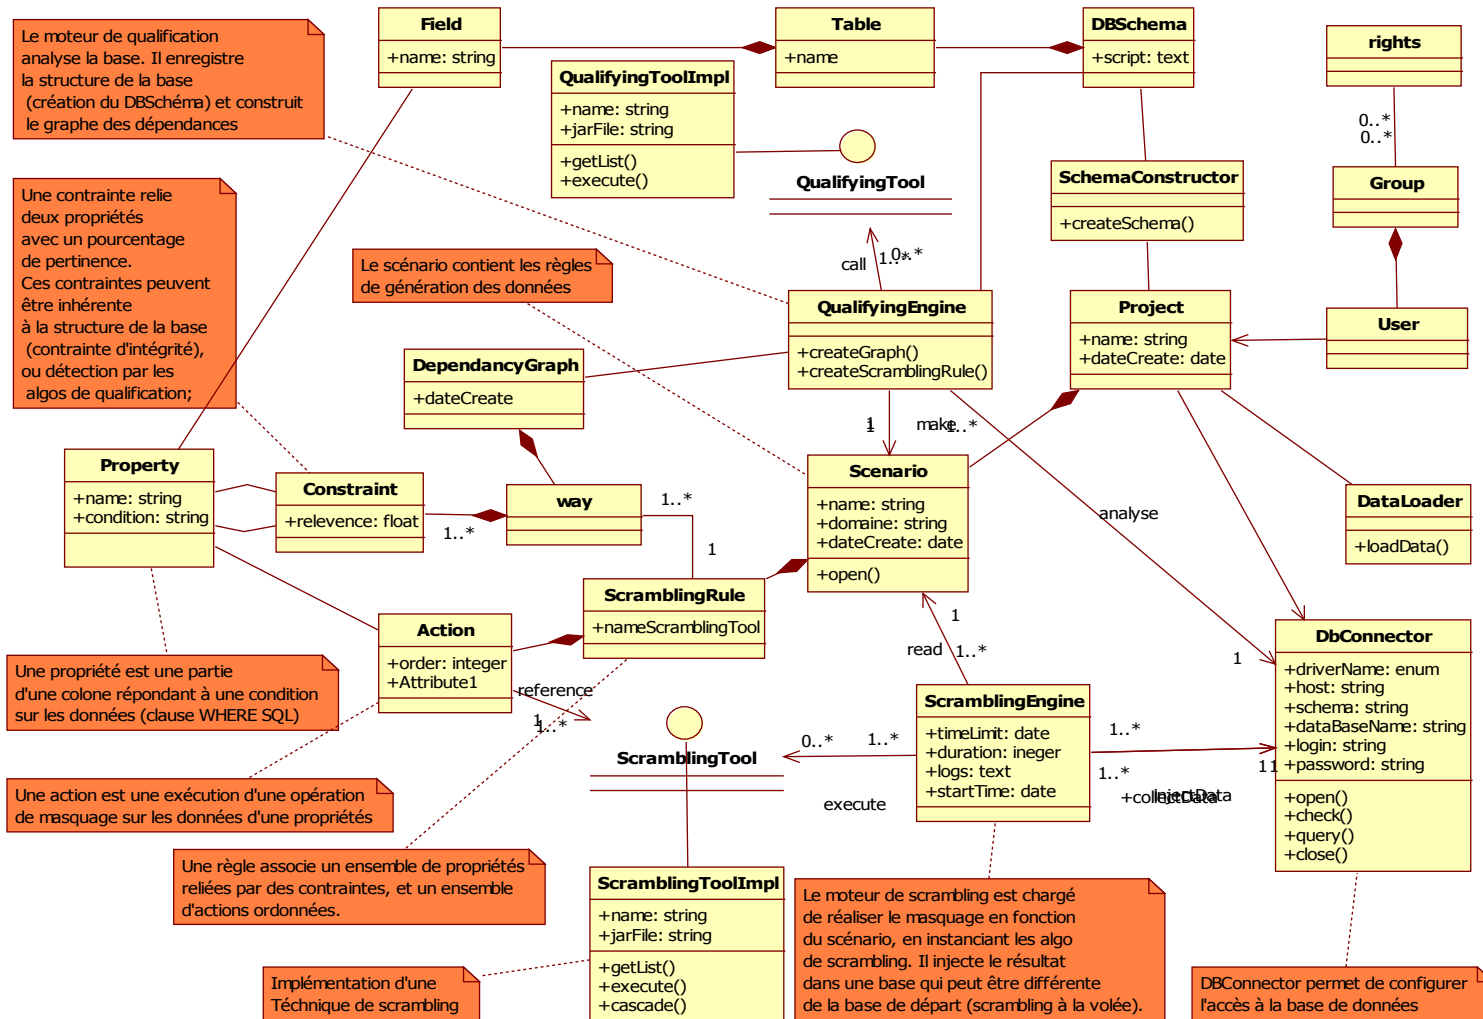 Le moteur de qualification
analyse la base. Il enregistre
la structure de la base
(création du DBSchéma) et construit
le graphe des dépendances
Field
+name: string
Table
+name
DBSchema
+script: text
rights
QualifyingToolImpl
+name: string
+jarFile: string
+getList()
+execute()
QualifyingTool
0..*
0..*
SchemaConstructor
+createSchema()
Group
Une contrainte relie
deux propriétés
avec un pourcentage
de pertinence.
Ces contraintes peuvent
être inhérente
à la structure de la base
(contrainte d'intégrité),
ou détection par les
algos de qualification;
Le scénario contient les règles
de génération des données
call
1..*
0..*
QualifyingEngine
+createGraph()
+createScramblingRule()
Project
+name: string
+dateCreate: date
User
DependancyGraph
+dateCreate
1
1
make
1..*
Property
+name: string
+condition: string
Constraint
+relevence: float
1..*
way
1..*
1
Scenario
+name: string
+domaine: string
+dateCreate: date
+open()
analyse
DataLoader
+loadData()
ScramblingRule
+nameScramblingTool
Action
+order: integer
+Attribute1
1
read
1..*
1
DbConnector
+driverName: enum
+host: string
+schema: string
+dataBaseName: string
+login: string
+password: string
+open()
+check()
+query()
+close()
Une propriété est une partie
d'une colone répondant à une condition
sur les données (clause WHERE SQL)
reference
1
1..*
ScramblingTool
0..*
1..*
execute
ScramblingEngine
+timeLimit: date
+duration: ineger
+logs: text
+startTime: date
1..*
1..*
1
1
+collectData
InjectData
Une action est une exécution d'une opération
de masquage sur les données d'une propriétés
Une règle associe un ensemble de propriétés
reliées par des contraintes, et un ensemble
d'actions ordonnées.
ScramblingToolImpl
+name: string
+jarFile: string
+getList()
+execute()
+cascade()
Le moteur de scrambling est chargé
de réaliser le masquage en fonction
du scénario, en instanciant les algo
de scrambling. Il injecte le résultat
dans une base qui peut être différente
de la base de départ (scrambling à la volée).
Implémentation d'une
Téchnique de scrambling
DBConnector permet de configurer
l'accès à la base de données